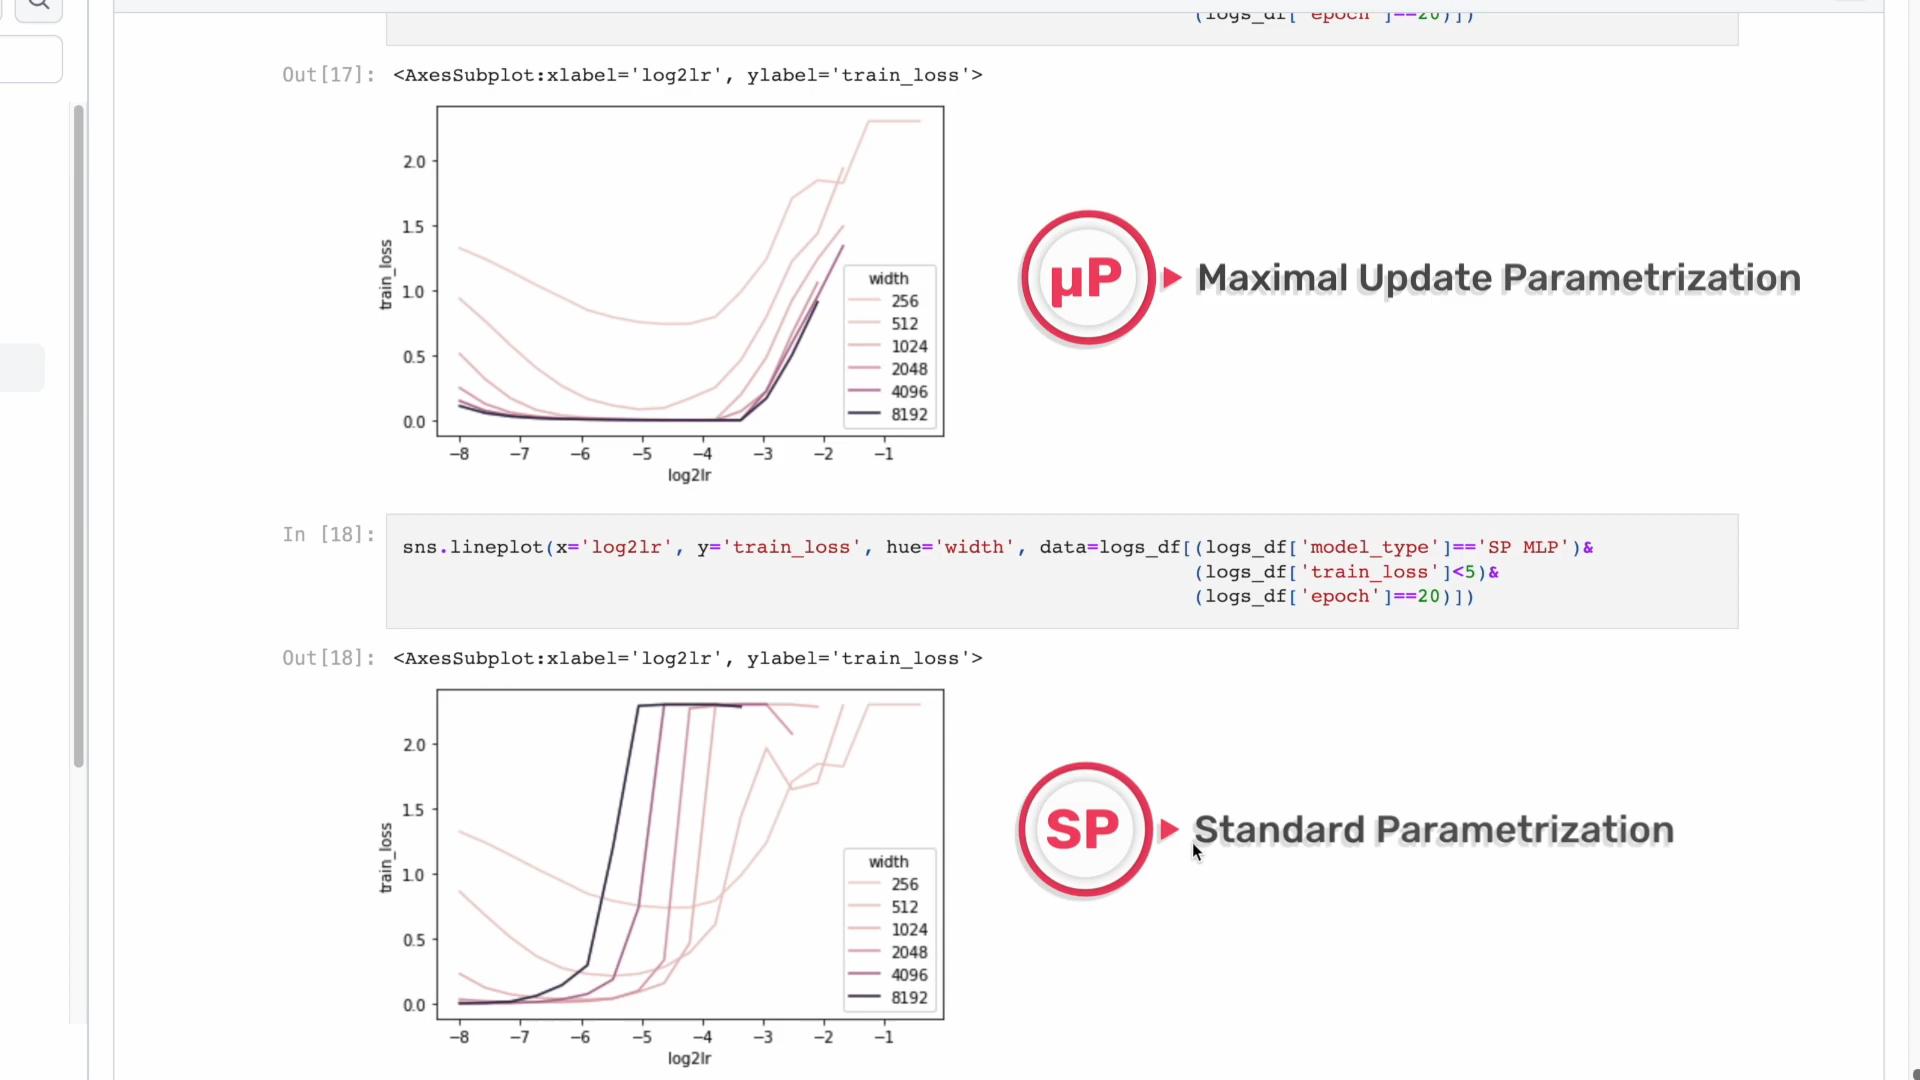 (logs_df['epoch']==20)])
Out[17]: <AxesSubplot:xlabel='log2lr', ylabel='train_loss'>
2.0
1.5
1.0
0.5
0.0
train_loss
width
256
512
1024
2048
4096
8192
−8 −7 −6 −5 −4 −3 −2 −1
log2lr
μP
Maximal Update Parametrization
In [18]: sns.lineplot(x='log2lr', y='train_loss', hue='width', data=logs_df[(logs_df['model_type']=='SP MLP')&
(logs_df['train_loss']<5)&
(logs_df['epoch']==20)])
Out[18]: <AxesSubplot:xlabel='log2lr', ylabel='train_loss'>
2.0
1.5
1.0
0.5
0.0
train_loss
width
256
512
1024
2048
4096
8192
−8 −7 −6 −5 −4 −3 −2 −1
log2lr
SP
Standard Parametrization